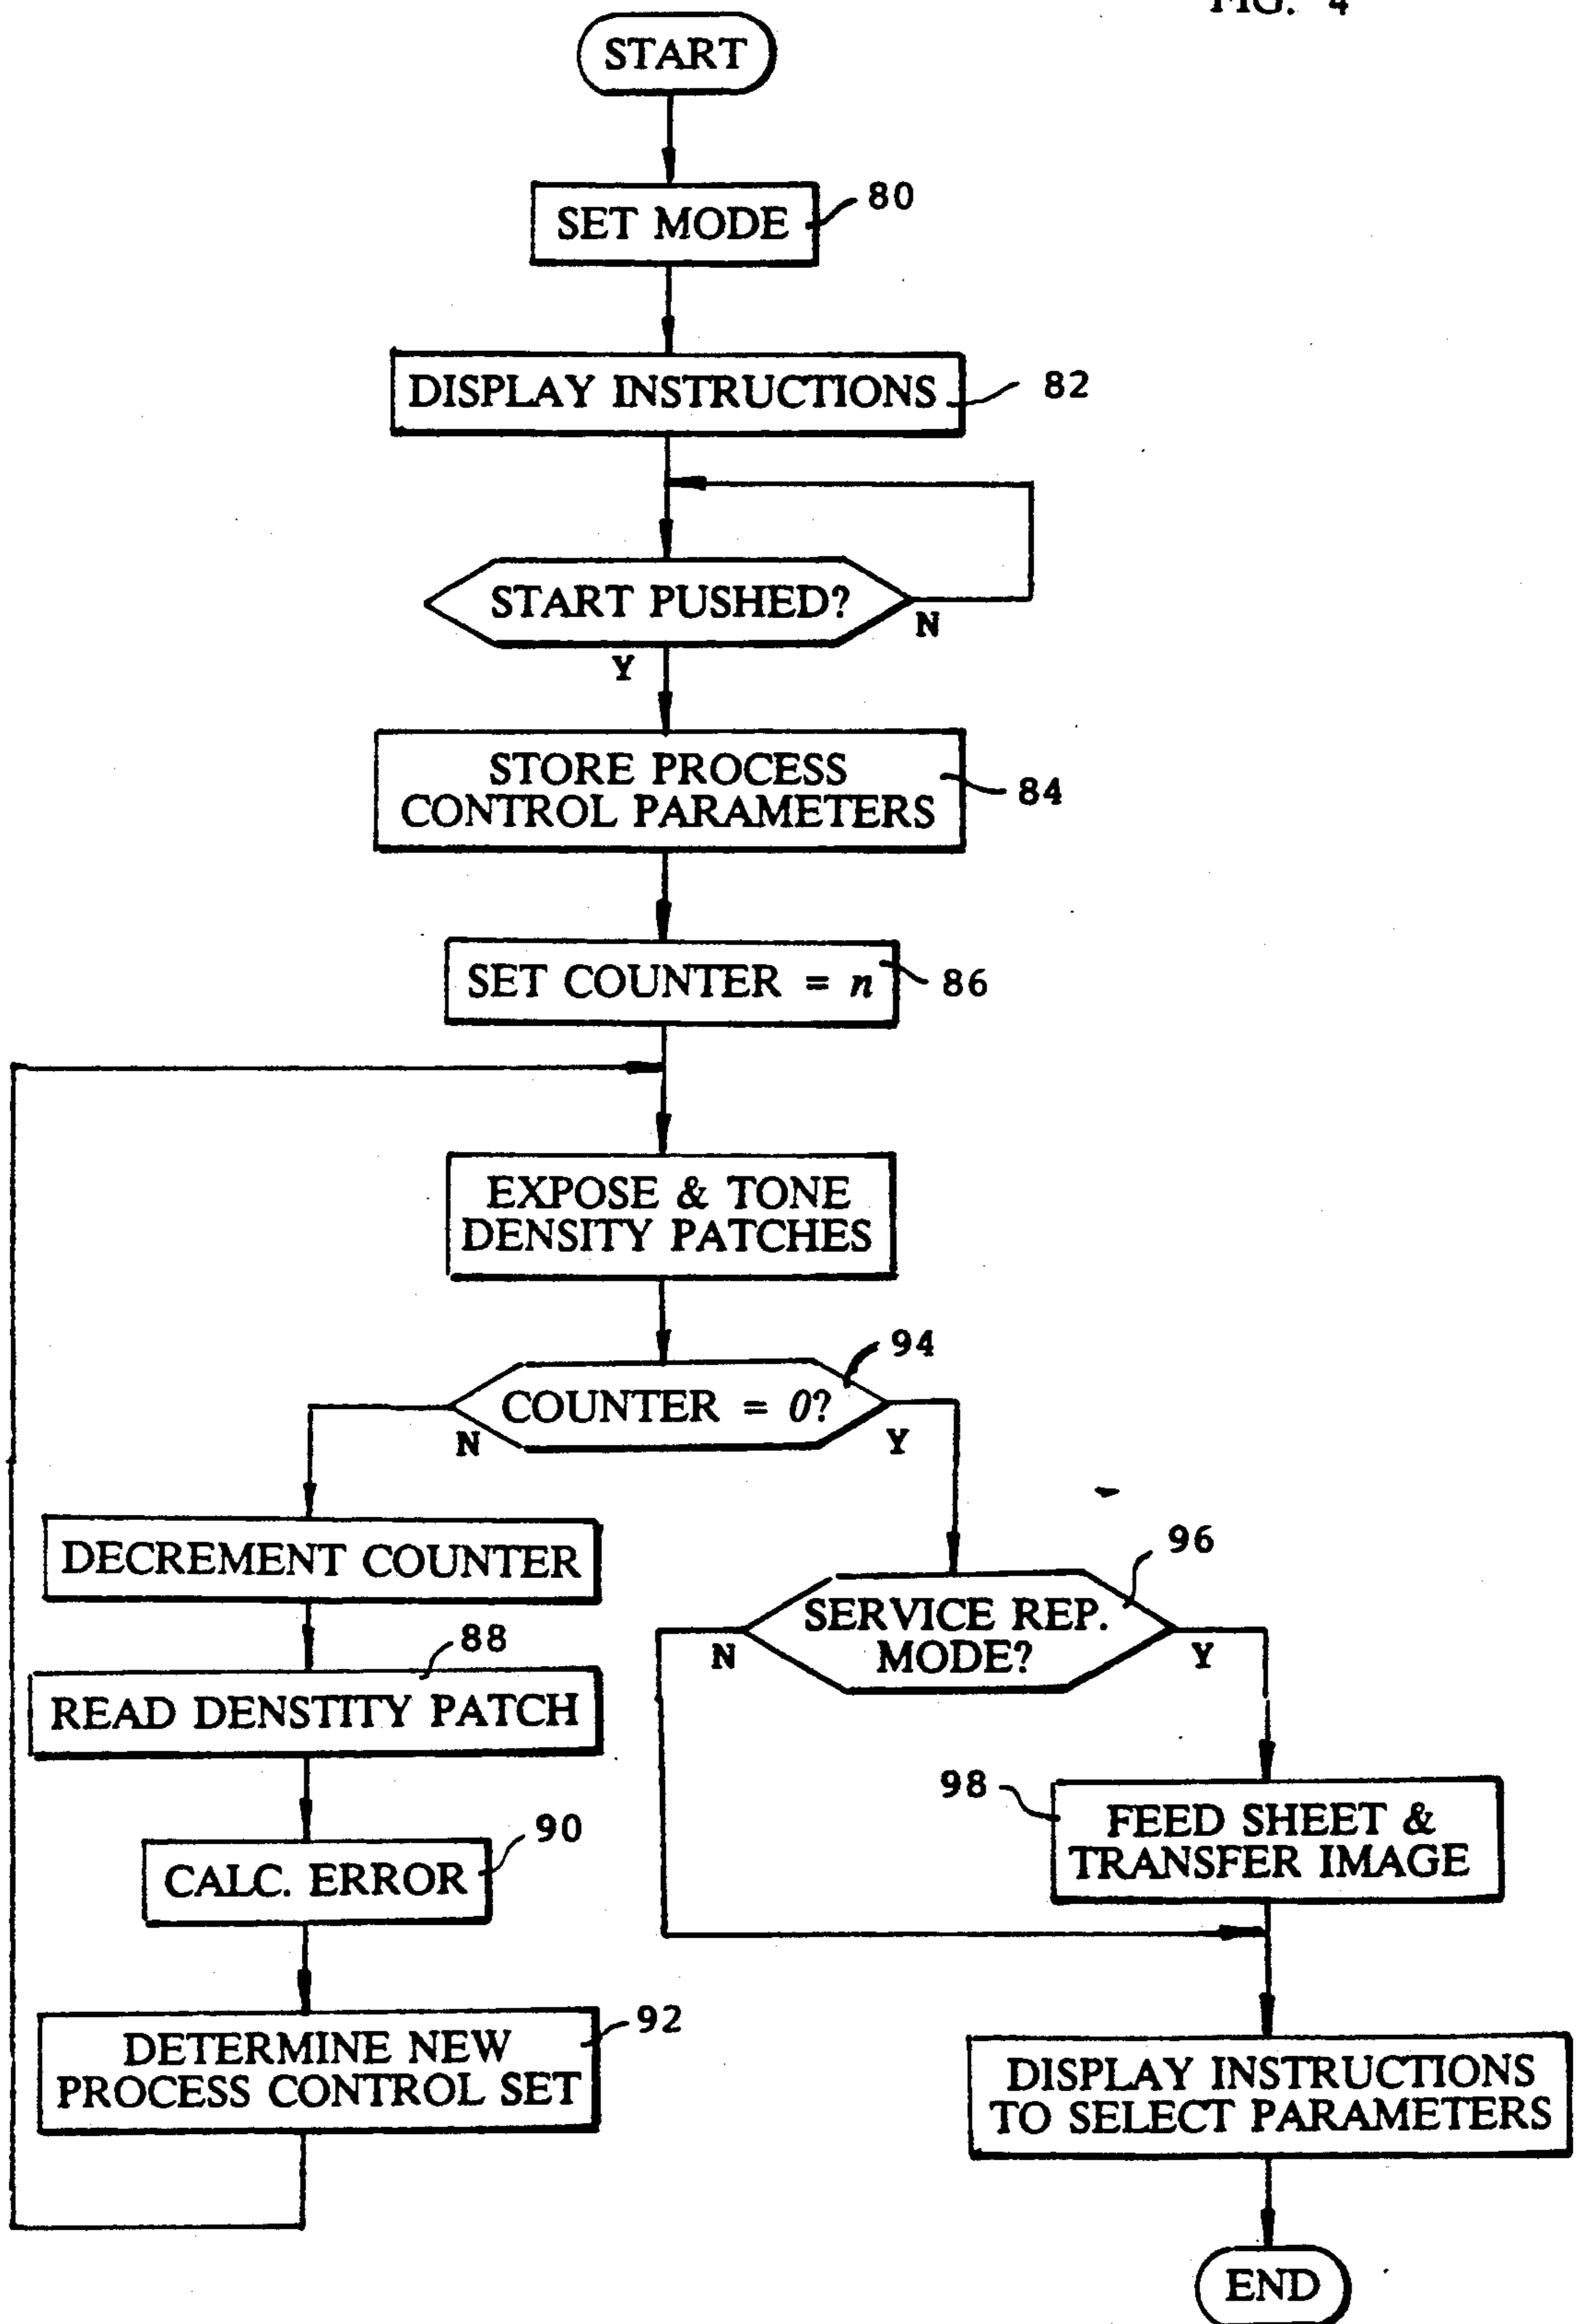 FIG. 4
START
SET MODE
80
DISPLAY INSTRUCTIONS
82
START PUSHED?
N
Y
STORE PROCESS
CONTROL PARAMETERS
84
SET COUNTER = n
86
EXPOSE & TONE
DENSITY PATCHES
94
COUNTER = 0?
N
Y
DECREMENT COUNTER
96
SERVICE REP.
MODE?
N
Y
88
READ DENSTITY PATCH
98
FEED SHEET &
TRANSFER IMAGE
90
CALC. ERROR
92
DETERMINE NEW
PROCESS CONTROL SET
DISPLAY INSTRUCTIONS
TO SELECT PARAMETERS
END